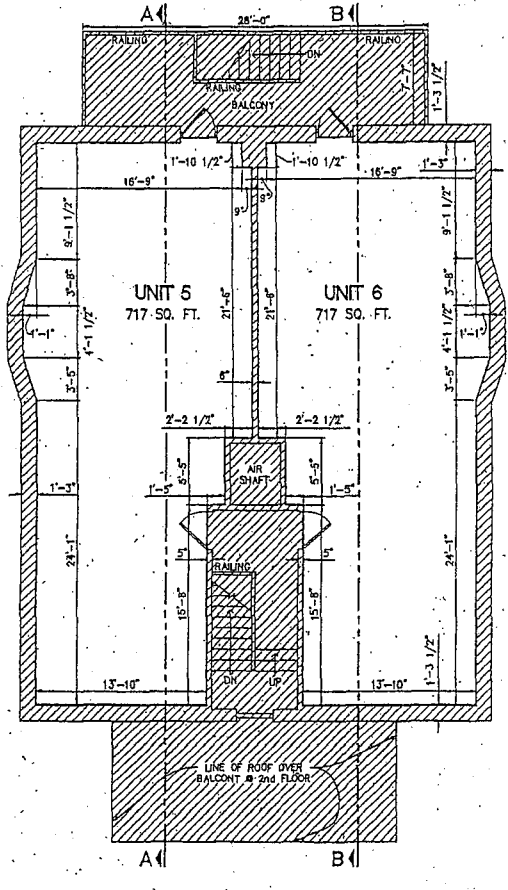 A
B
28'-0"
RAILING
RAILING
DN
RAILING
BALCONY
7'-7"
1'-3 1/2"
1'-10 1/2"
1'-10 1/2"
1'-3"
16'-9"
16'-9"
9"
9"
9'-1 1/2"
9'-1 1/2"
3'-8"
3'-8"
UNIT 5
717 SQ. FT.
UNIT 6
717 SQ. FT.
21'-6"
21'-6"
4'-1 1/2"
4'-1 1/2"
1'-1"
1'-1"
3'-5"
3'-5"
6"
2'-2 1/2"
2'-2 1/2"
5'-5"
5'-5"
AIR
SHAFT
1'-3"
1'-5"
1'-5"
24'-1"
24'-1"
5"
5"
RAILING
15'-8"
15'-8"
DN
UP
13'-10"
13'-10"
1'-3 1/2"
LINE OF ROOF OVER
BALCONY @ 2nd FLOOR
A
B